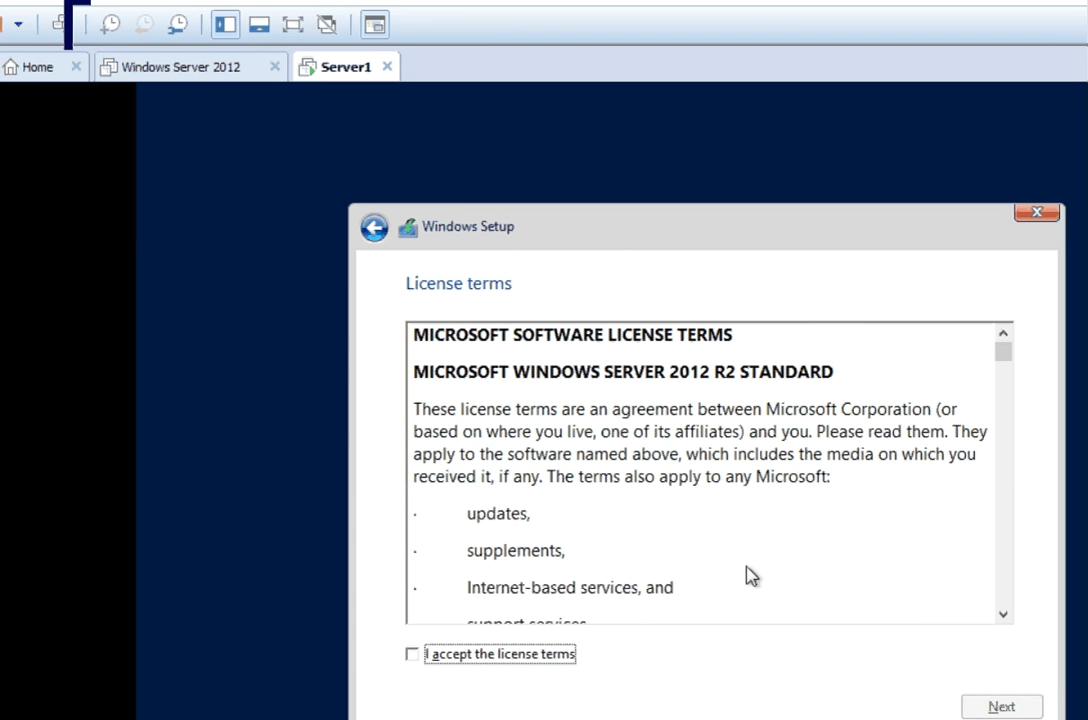 Home
Windows Server 2012
Server1
Windows Setup
License terms
MICROSOFT SOFTWARE LICENSE TERMS
MICROSOFT WINDOWS SERVER 2012 R2 STANDARD
These license terms are an agreement between Microsoft Corporation (or
based on where you live, one of its affiliates) and you. Please read them. They
apply to the software named above, which includes the media on which you
received it, if any. The terms also apply to any Microsoft:
· updates,
· supplements,
· Internet-based services, and
support services
I accept the license terms
Next